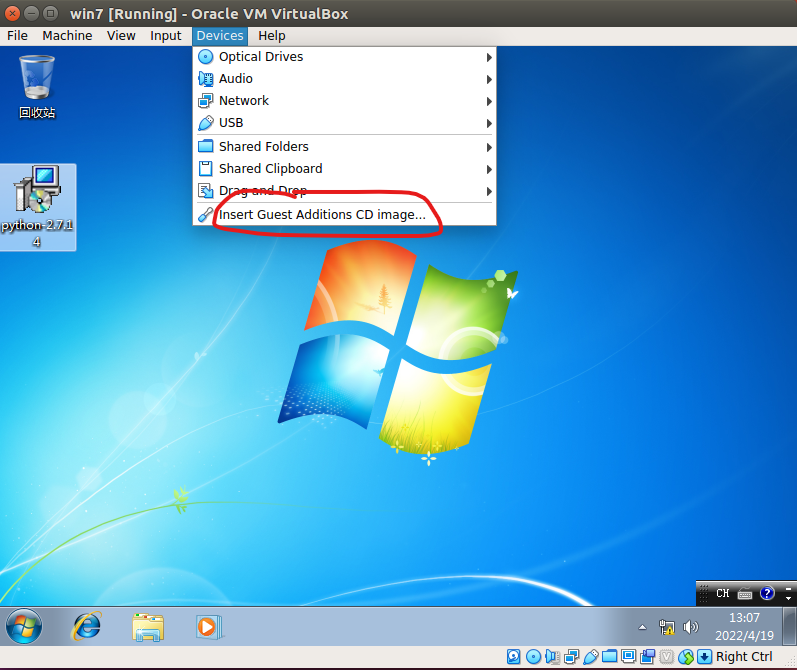 win7 [Running] - Oracle VM VirtualBox
File Machine View Input Devices Help
Optical Drives
Audio
Network
USB
Shared Folders
Shared Clipboard
Drag and Drop
Insert Guest Additions CD image...
回收站
python-2.7.1
4
CH
13:07
2022/4/19
Right Ctrl